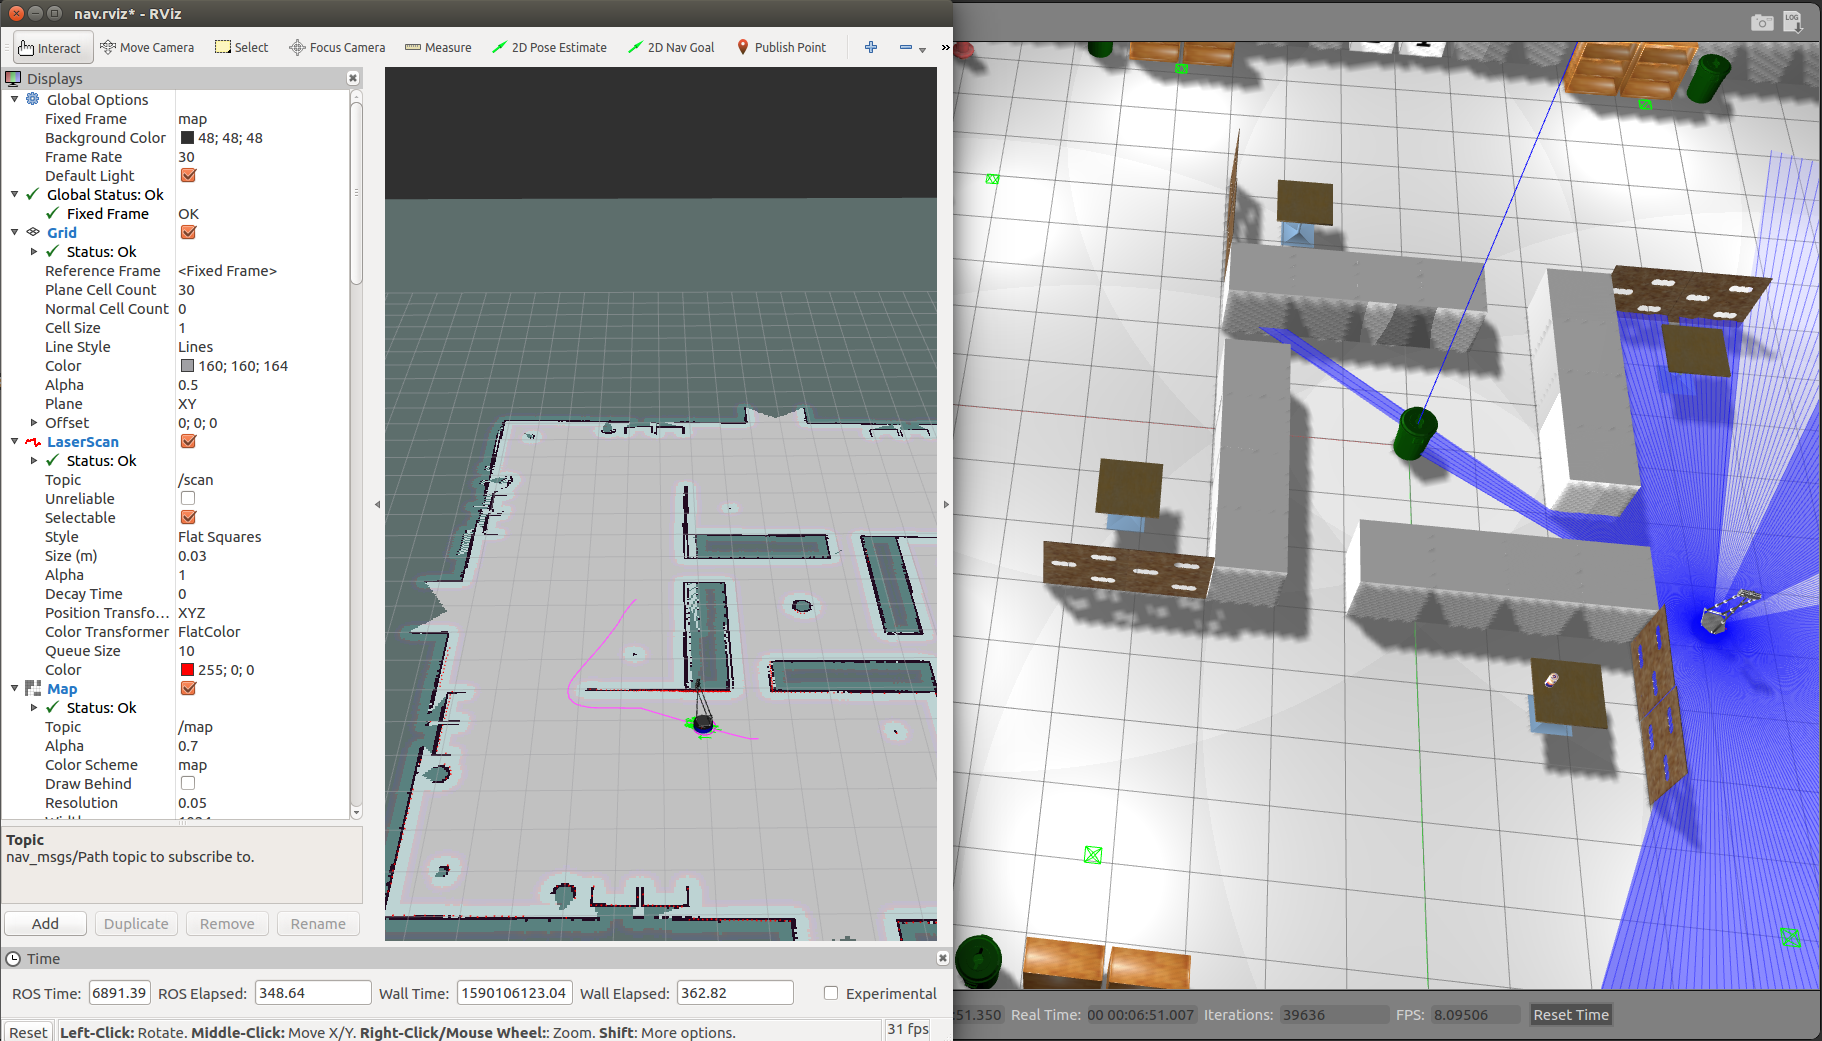 nav.rviz* - RViz
Interact Move Camera Select Focus Camera Measure 2D Pose Estimate 2D Nav Goal Publish Point »
LOG
Displays
Global Options
Fixed Frame map
Background Color 48; 48; 48
Frame Rate 30
Default Light
Global Status: Ok
Fixed Frame OK
Grid
Status: Ok
Reference Frame <Fixed Frame>
Plane Cell Count 30
Normal Cell Count 0
Cell Size 1
Line Style Lines
Color 160; 160; 164
Alpha 0.5
Plane XY
Offset 0; 0; 0
LaserScan
Status: Ok
Topic /scan
Unreliable
Selectable
Style Flat Squares
Size (m) 0.03
Alpha 1
Decay Time 0
Position Transfo... XYZ
Color Transformer FlatColor
Queue Size 10
Color 255; 0; 0
Map
Status: Ok
Topic /map
Alpha 0.7
Color Scheme map
Draw Behind
Resolution 0.05
Topic
nav_msgs/Path topic to subscribe to.
Add Duplicate Remove Rename
Time
ROS Time: 6891.39 ROS Elapsed: 348.64 Wall Time: 1590106123.04 Wall Elapsed: 362.82 Experimental
Reset Left-Click: Rotate. Middle-Click: Move X/Y. Right-Click/Mouse Wheel:: Zoom. Shift: More options. 31 fps
:51.350 Real Time: 00 00:06:51.007 Iterations: 39636 FPS: 8.09506 Reset Time